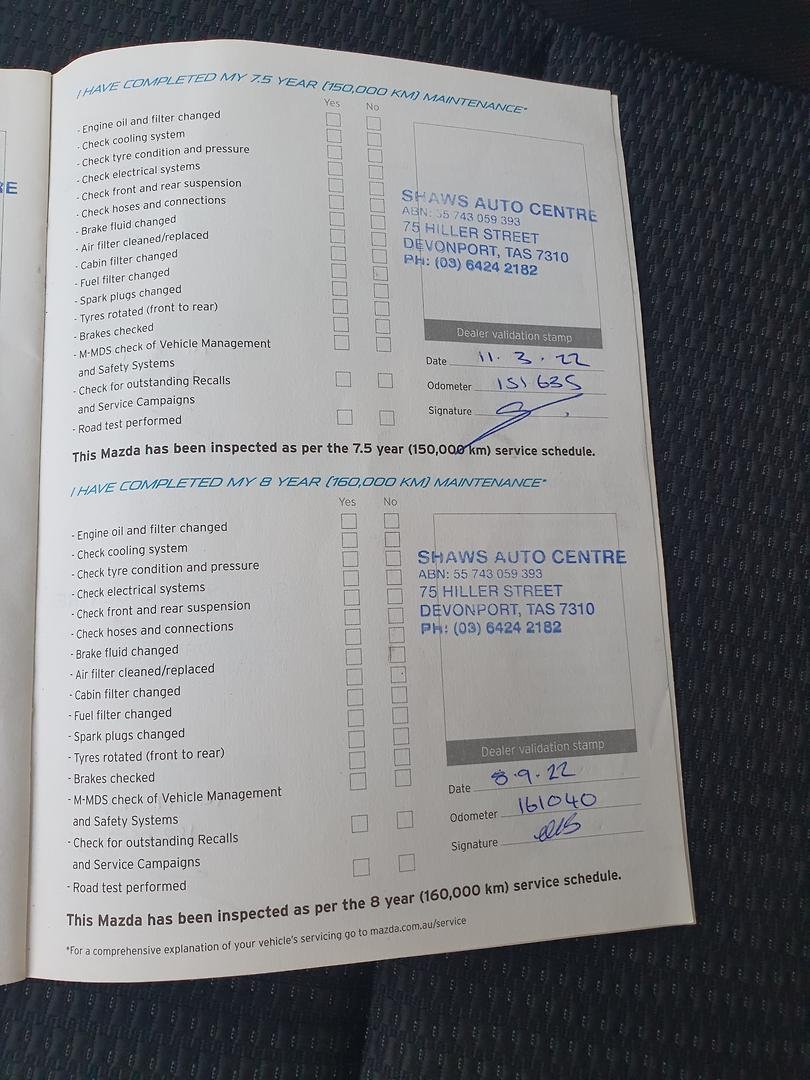 RE
I HAVE COMPLETED MY 7.5 YEAR (150,000 KM) MAINTENANCE*
Yes No
- Engine oil and filter changed
- Check cooling system
- Check tyre condition and pressure
- Check electrical systems
- Check front and rear suspension
- Check hoses and connections
- Brake fluid changed
- Air filter cleaned/replaced
- Cabin filter changed
- Fuel filter changed
- Spark plugs changed
- Tyres rotated (front to rear)
- Brakes checked
- M-MDS check of Vehicle Management
and Safety Systems
- Check for outstanding Recalls
and Service Campaigns
- Road test performed
SHAWS AUTO CENTRE
ABN: 55 743 059 393
75 HILLER STREET
DEVONPORT, TAS 7310
PH: (03) 6424 2182
Dealer validation stamp
Date 11.3.22
Odometer 151 635
Signature
This Mazda has been inspected as per the 7.5 year (150,000 km) service schedule.
I HAVE COMPLETED MY 8 YEAR (160,000 KM) MAINTENANCE*
Yes No
- Engine oil and filter changed
- Check cooling system
- Check tyre condition and pressure
- Check electrical systems
- Check front and rear suspension
- Check hoses and connections
- Brake fluid changed
- Air filter cleaned/replaced
- Cabin filter changed
- Fuel filter changed
- Spark plugs changed
- Tyres rotated (front to rear)
- Brakes checked
- M-MDS check of Vehicle Management
and Safety Systems
- Check for outstanding Recalls
and Service Campaigns
- Road test performed
SHAWS AUTO CENTRE
ABN: 55 743 059 393
75 HILLER STREET
DEVONPORT, TAS 7310
PH: (03) 6424 2182
Dealer validation stamp
Date 8.9.22
Odometer 161040
Signature
This Mazda has been inspected as per the 8 year (160,000 km) service schedule.
*For a comprehensive explanation of your vehicle's servicing go to mazda.com.au/service